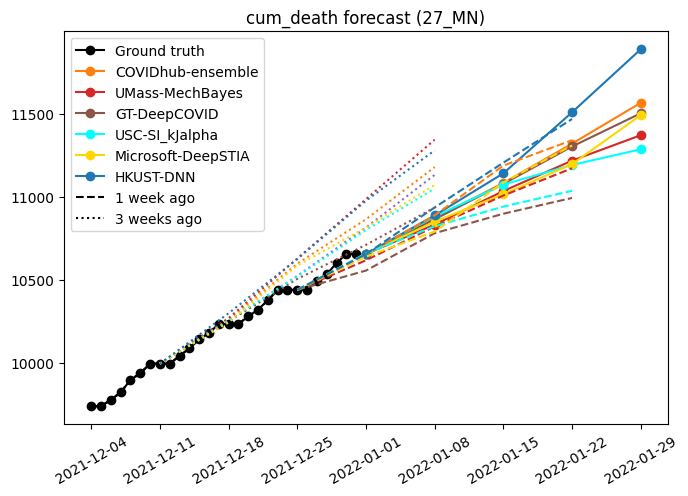 cum_death forecast (27_MN)
Ground truth
COVIDhub-ensemble
UMass-MechBayes
GT-DeepCOVID
USC-SI_kJalpha
Microsoft-DeepSTIA
HKUST-DNN
1 week ago
3 weeks ago
11500
11000
10500
10000
2021-12-04
2021-12-11
2021-12-18
2021-12-25
2022-01-01
2022-01-08
2022-01-15
2022-01-22
2022-01-29